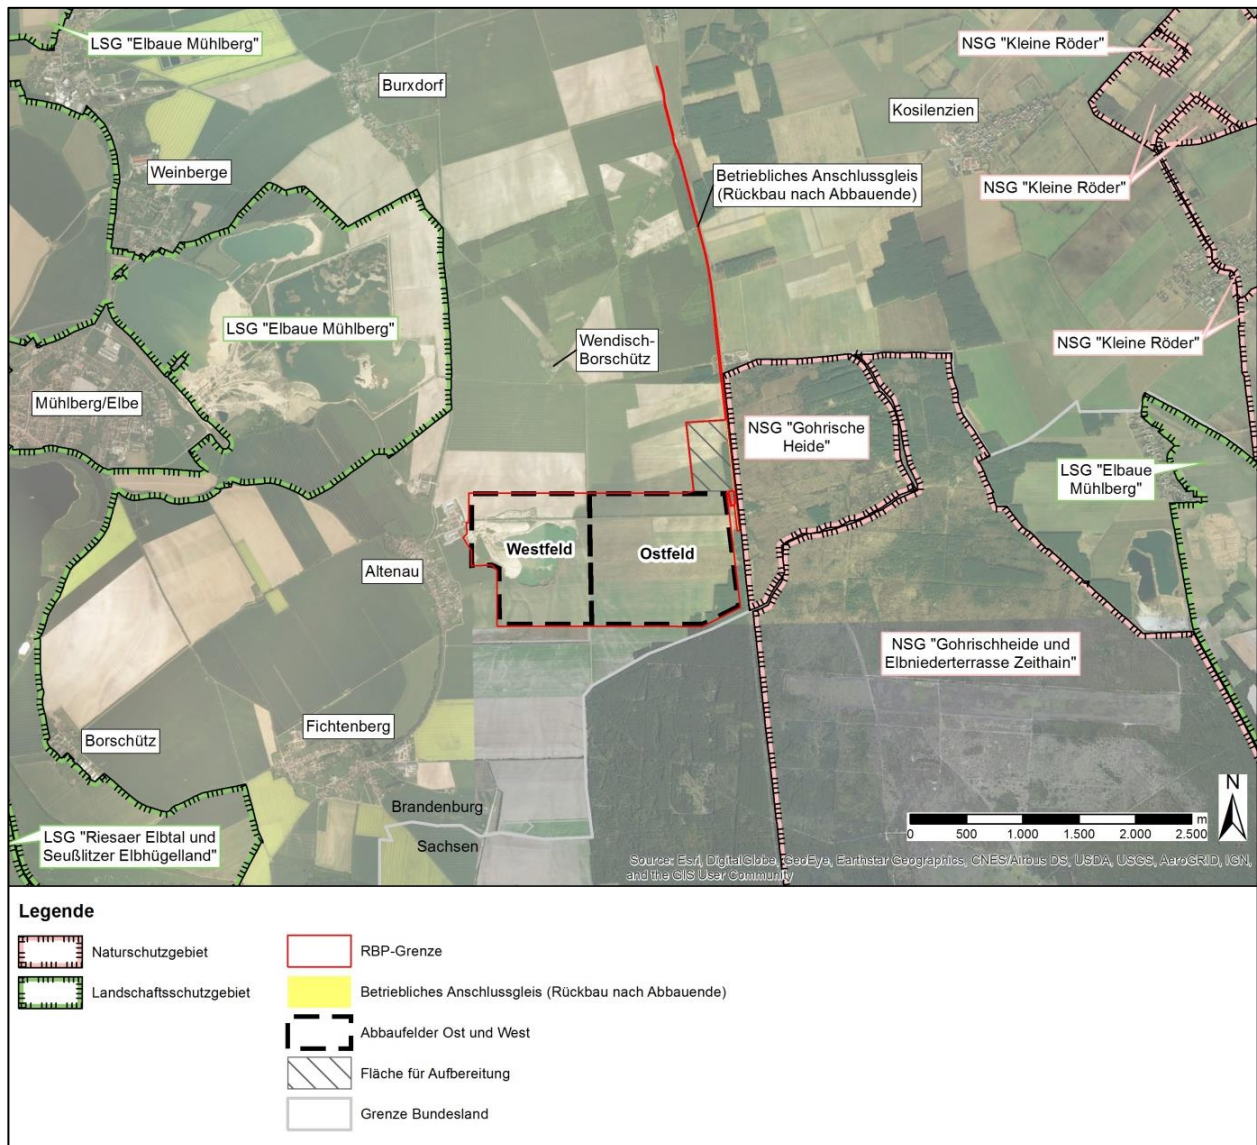 LSG "Elbaue Mühlberg"
NSG "Kleine Röder"
Burxdorf
Kosilenzien
Weinberge
Betriebliches Anschlussgleis
(Rückbau nach Abbauende)
NSG "Kleine Röder"
LSG "Elbaue Mühlberg"
Wendisch-
Borschütz
NSG "Kleine Röder"
Mühlberg/Elbe
NSG "Gohrische
Heide"
LSG "Elbaue
Mühlberg"
Westfeld
Ostfeld
Altenau
NSG "Gohrischheide und
Elbniederterrasse Zeithain"
Fichtenberg
Borschütz
Brandenburg
Sachsen
LSG "Riesaer Elbtal und
Seußlitzer Elbhügelland"
N
0 500 1.000 1.500 2.000 2.500 m
Source: Esri, DigitalGlobe, GeoEye, Earthstar Geographics, CNES/Airbus DS, USDA, USGS, AeroGRID, IGN,
and the GIS User Community
Legende
Naturschutzgebiet
Landschaftsschutzgebiet
RBP-Grenze
Betriebliches Anschlussgleis (Rückbau nach Abbauende)
Abbaufelder Ost und West
Fläche für Aufbereitung
Grenze Bundesland